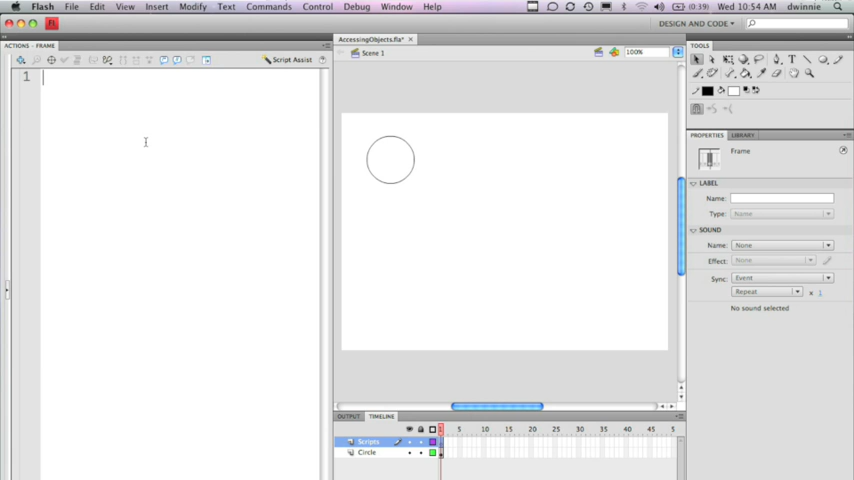 Flash File Edit View Insert Modify Text Commands Control Debug Window Help (0:39) Wed 10:54 AM dwinnie
FL DESIGN AND CODE
ACTIONS - FRAME
Script Assist
1
AccessingObjects.fla*
Scene 1
100%
TOOLS
PROPERTIES LIBRARY
Frame
LABEL
Name:
Type: Name
SOUND
Name: None
Effect: None
Sync: Event
Repeat x 1
No sound selected
OUTPUT TIMELINE
1 5 10 15 20 25 30 35 40 45 5
Scripts
Circle